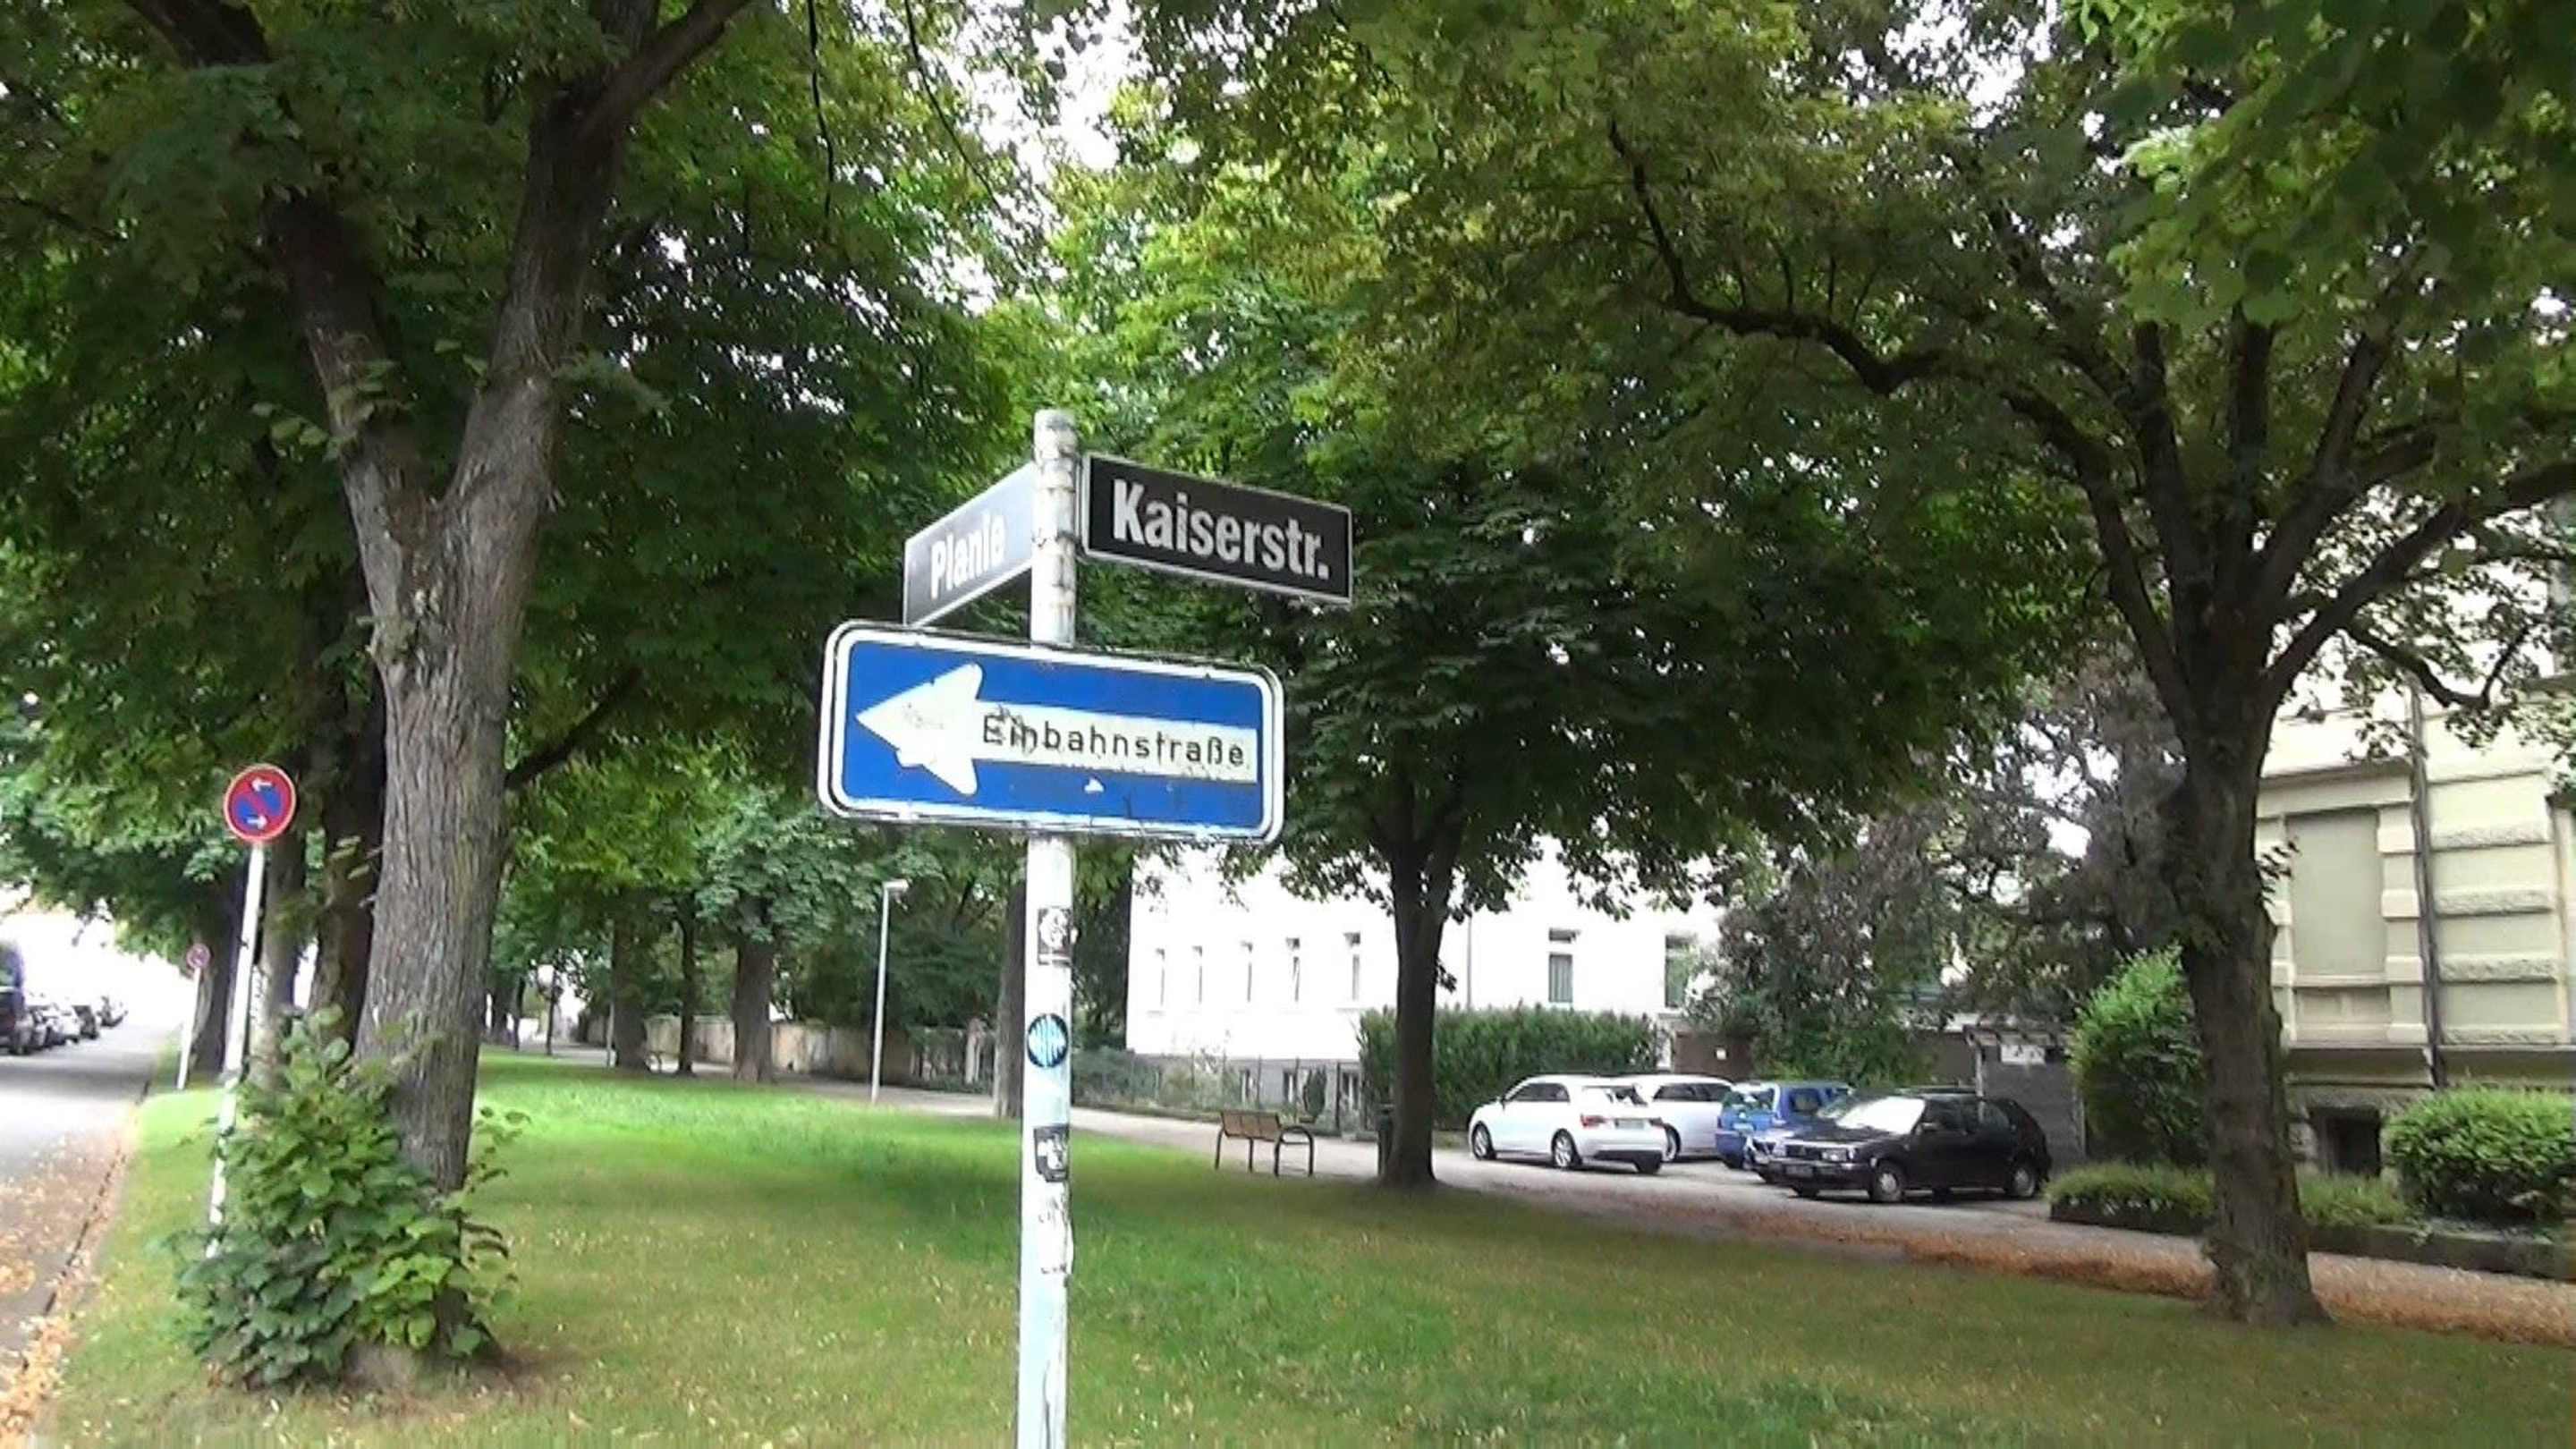 Planie
Kaiserstr.
Einbahnstraße